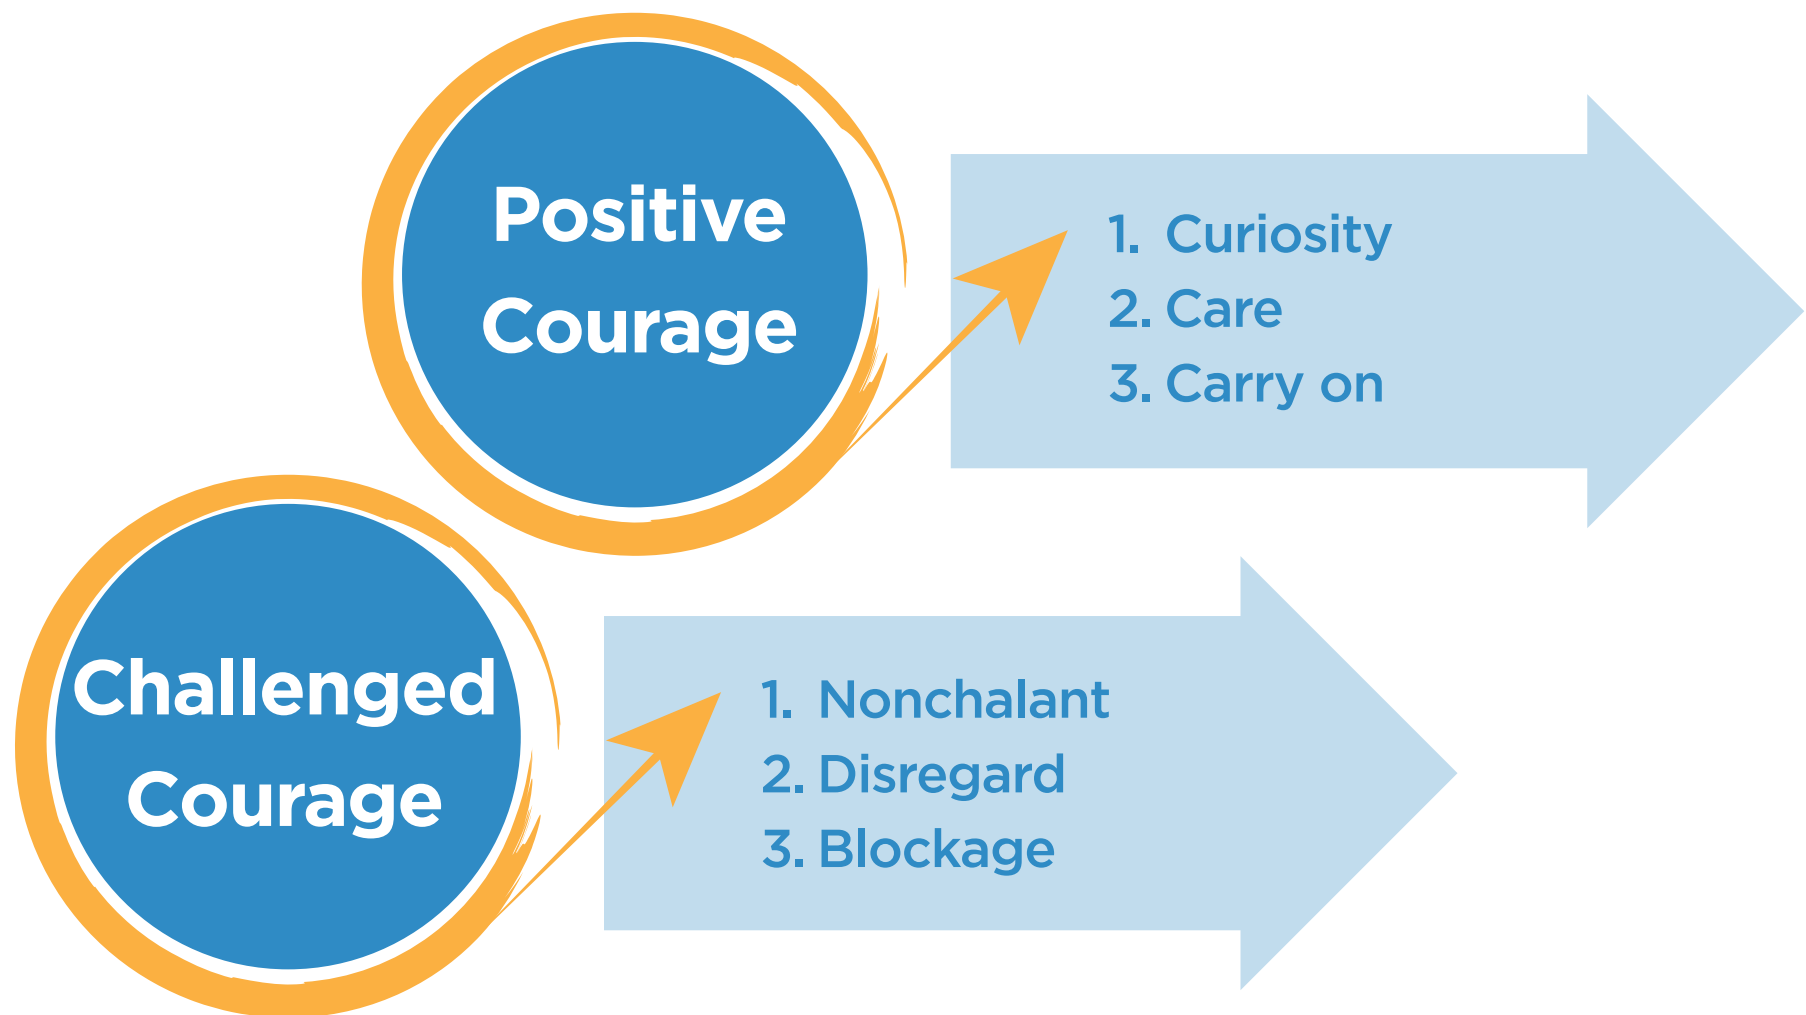 Positive
Courage
1. Curiosity
2. Care
3. Carry on
Challenged
Courage
1. Nonchalant
2. Disregard
3. Blockage